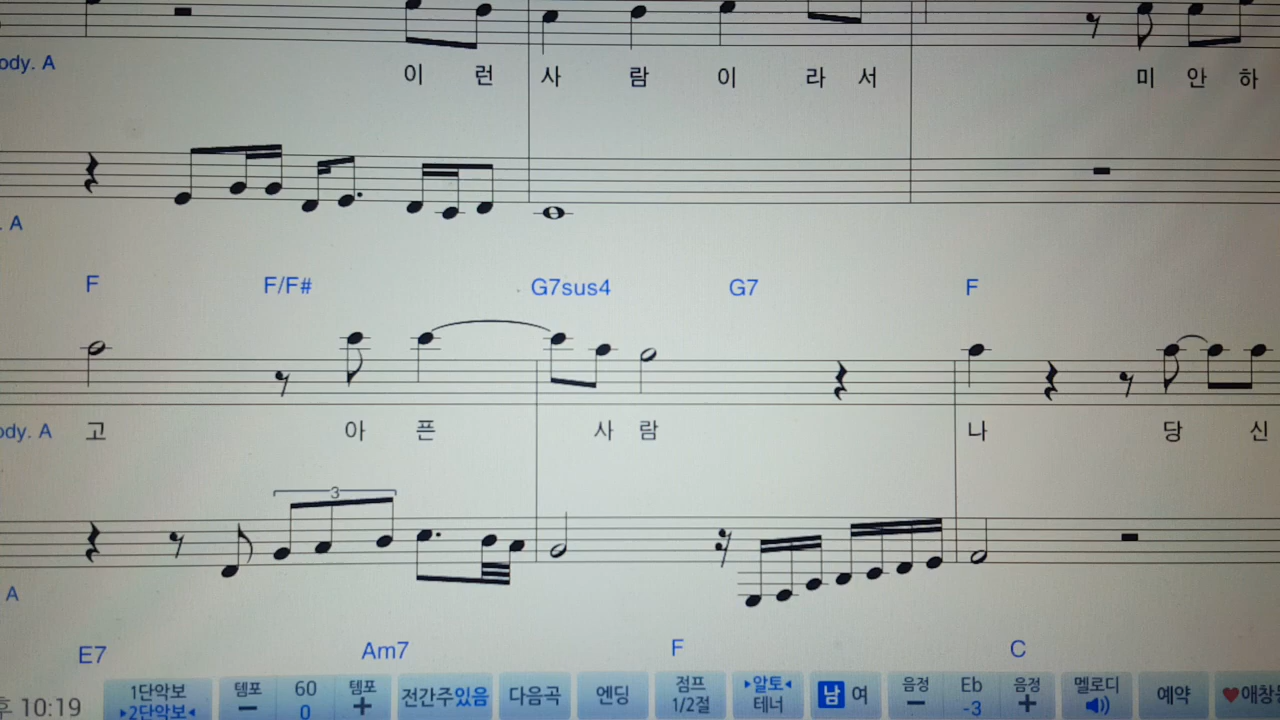 ody. A
이 런 사 람 이 라 서 미 안 하
. A
F F/F# G7sus4 G7 F
ody. A 고 아 픈 사 람 나 당 신
3
A
E7 Am7 F C
후 10:19
1단악보
▸2단악보◂
템포
−
60
0
템포
+
전간주있음
다음곡
엔딩
점프
1/2절
▸알토◂
테너
남 여
음정
−
Eb
-3
음정
+
멜로디
예약
♥애창